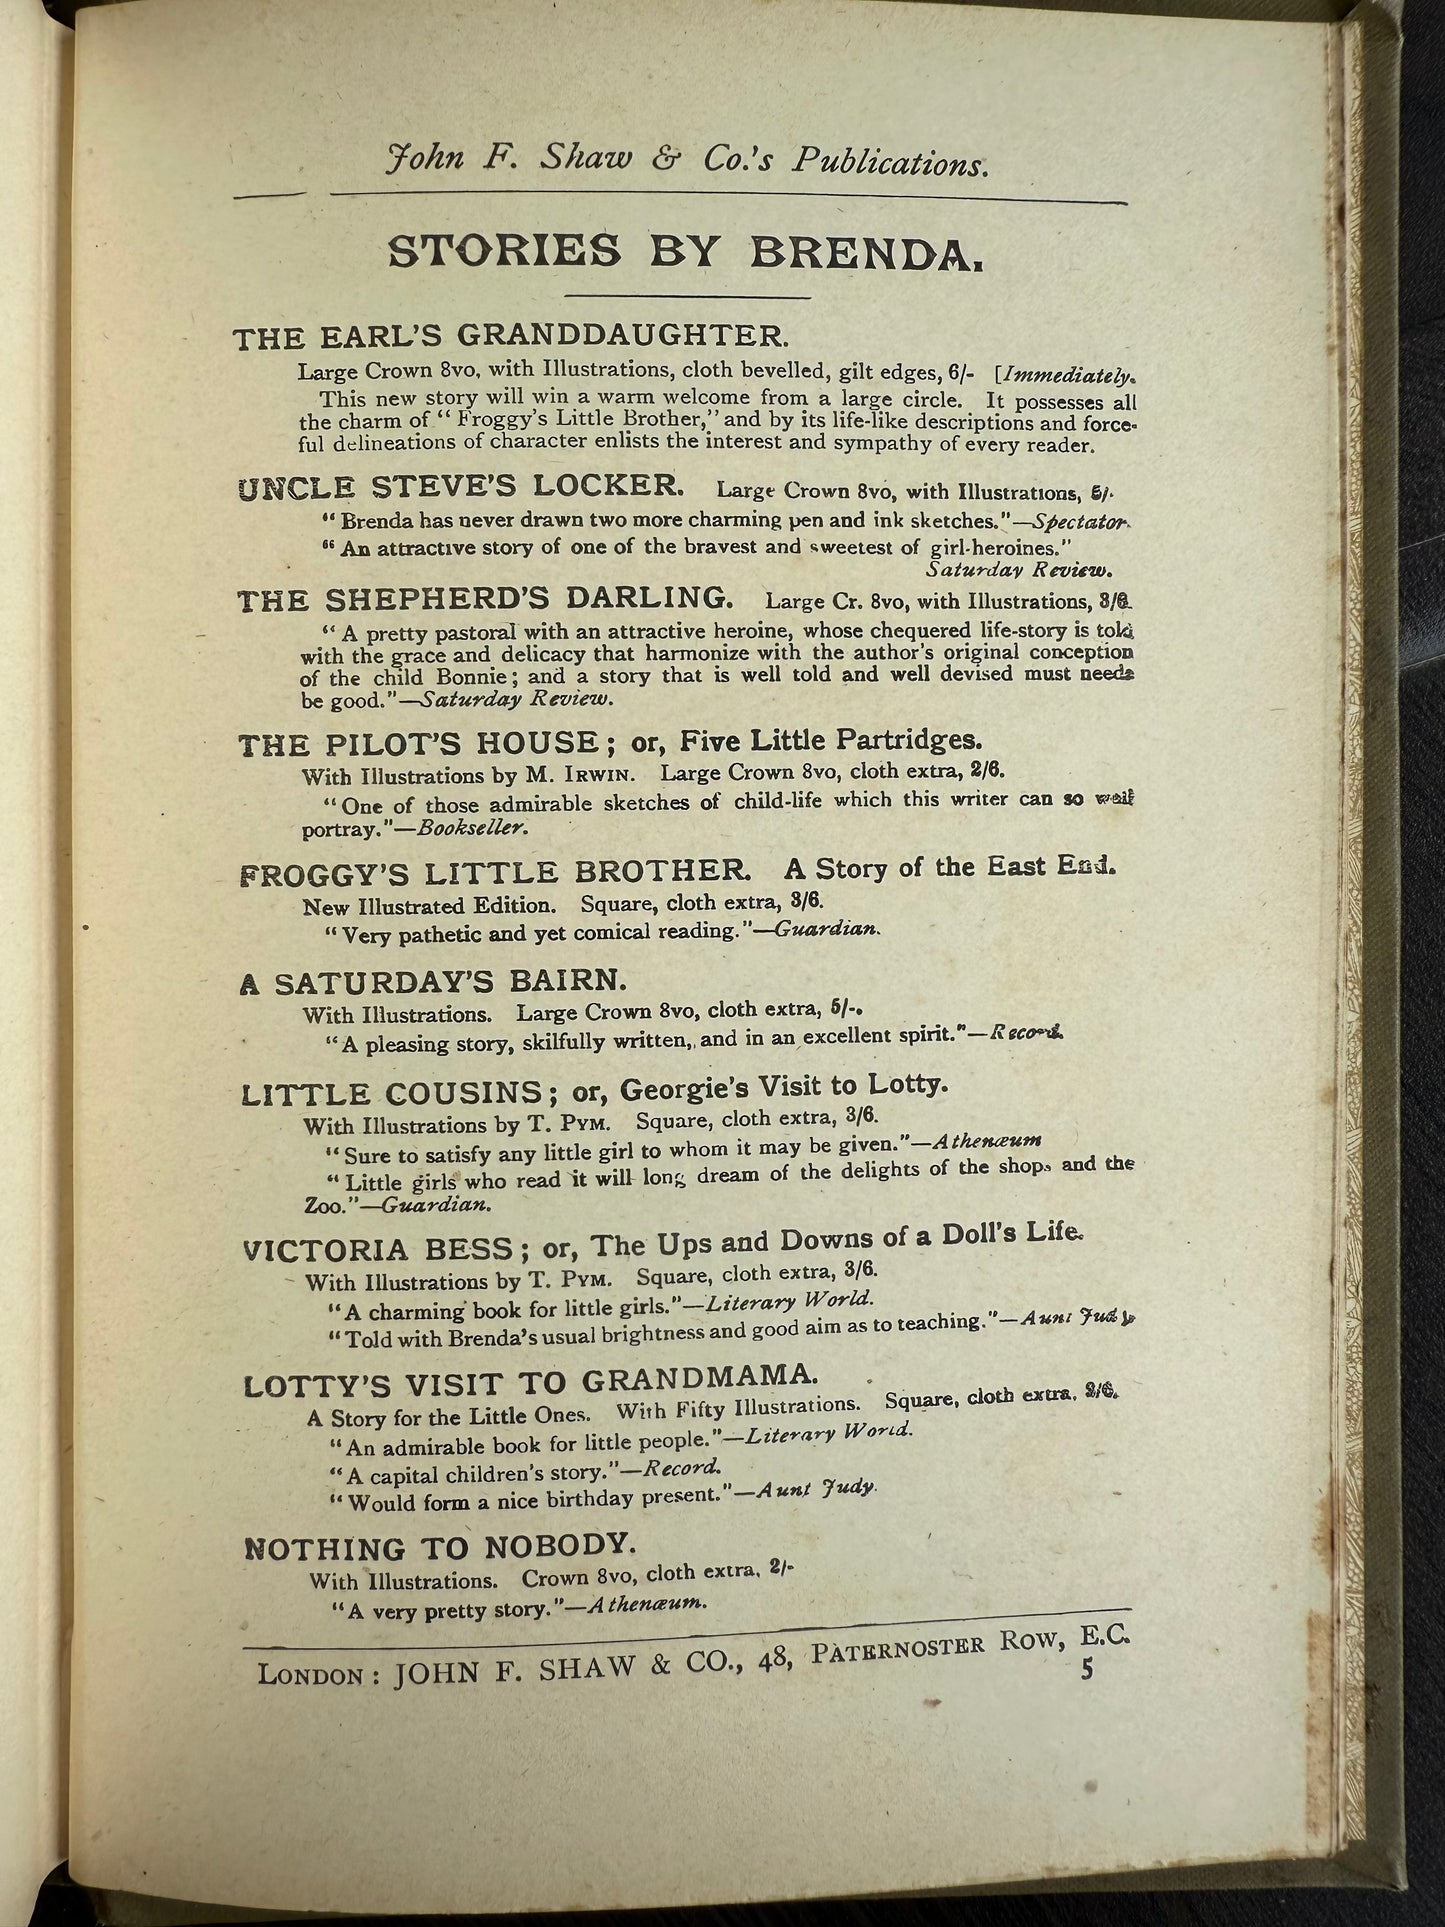 John F. Shaw & Co.'s Publications.
STORIES BY BRENDA.
THE EARL'S GRANDDAUGHTER.
Large Crown 8vo, with Illustrations, cloth bevelled, gilt edges, 6/- [Immediately.
This new story will win a warm welcome from a large circle. It possesses all
the charm of "Froggy's Little Brother," and by its life-like descriptions and force-
ful delineations of character enlists the interest and sympathy of every reader.
UNCLE STEVE'S LOCKER. Large Crown 8vo, with Illustrations, 5/-
"Brenda has never drawn two more charming pen and ink sketches."—Spectator.
"An attractive story of one of the bravest and sweetest of girl-heroines."
Saturday Review.
THE SHEPHERD'S DARLING. Large Cr. 8vo, with Illustrations, 3/6.
"A pretty pastoral with an attractive heroine, whose chequered life-story is told
with the grace and delicacy that harmonize with the author's original conception
of the child Bonnie; and a story that is well told and well devised must needs
be good."—Saturday Review.
THE PILOT'S HOUSE; or, Five Little Partridges.
With Illustrations by M. IRWIN. Large Crown 8vo, cloth extra, 2/6.
"One of those admirable sketches of child-life which this writer can so well
portray."—Bookseller.
FROGGY'S LITTLE BROTHER. A Story of the East End.
New Illustrated Edition. Square, cloth extra, 3/6.
"Very pathetic and yet comical reading."—Guardian.
A SATURDAY'S BAIRN.
With Illustrations. Large Crown 8vo, cloth extra, 5/-.
"A pleasing story, skilfully written, and in an excellent spirit."—Record.
LITTLE COUSINS; or, Georgie's Visit to Lotty.
With Illustrations by T. PYM. Square, cloth extra, 3/6.
"Sure to satisfy any little girl to whom it may be given."—Athenæum
"Little girls who read it will long dream of the delights of the shops and the
Zoo."—Guardian.
VICTORIA BESS; or, The Ups and Downs of a Doll's Life.
With Illustrations by T. PYM. Square, cloth extra, 3/6.
"A charming book for little girls."—Literary World.
"Told with Brenda's usual brightness and good aim as to teaching."—Aunt Judy
LOTTY'S VISIT TO GRANDMAMA.
A Story for the Little Ones. With Fifty Illustrations. Square, cloth extra,
"An admirable book for little people."—Literary World.
"A capital children's story."—Record.
"Would form a nice birthday present."—Aunt Judy.
NOTHING TO NOBODY.
With Illustrations. Crown 8vo, cloth extra, 2/-
"A very pretty story."—Athenæum.
LONDON: JOHN F. SHAW & CO., 48, PATERNOSTER ROW, E.C.
5